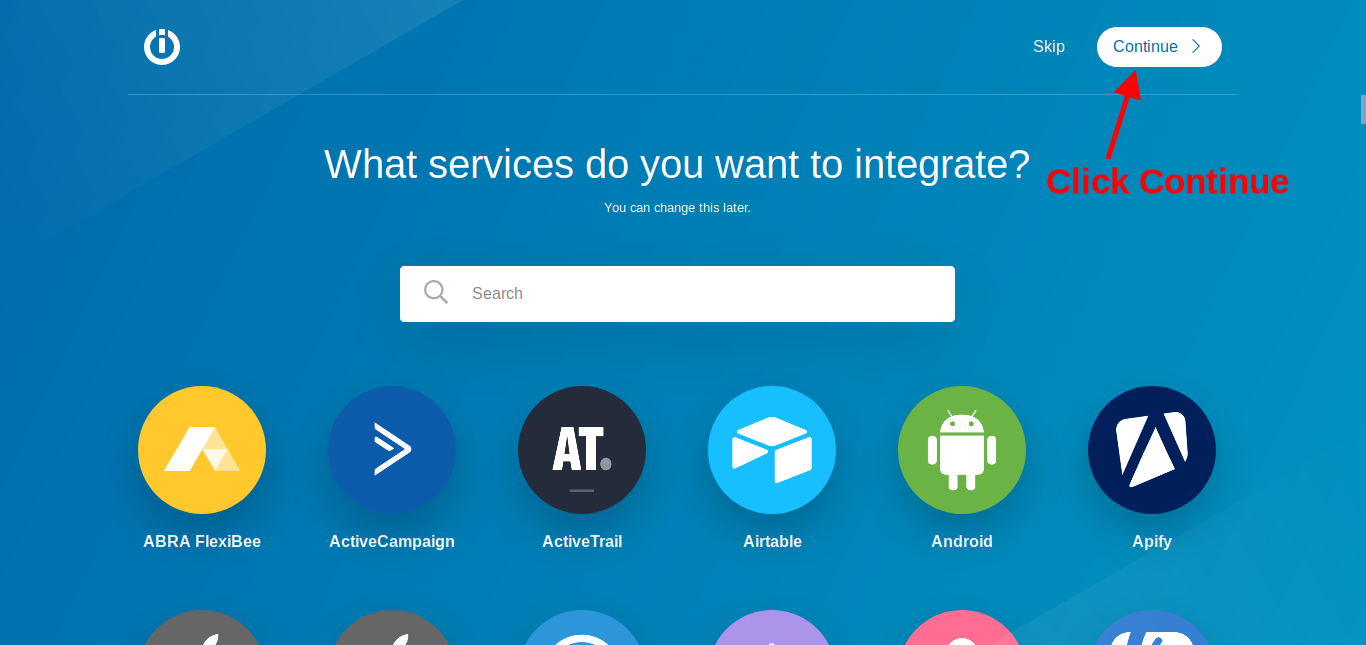 Skip
Continue
What services do you want to integrate?
Click Continue
You can change this later.
Search
AT.
ABRA FlexiBee
ActiveCampaign
ActiveTrail
Airtable
Android
Apify